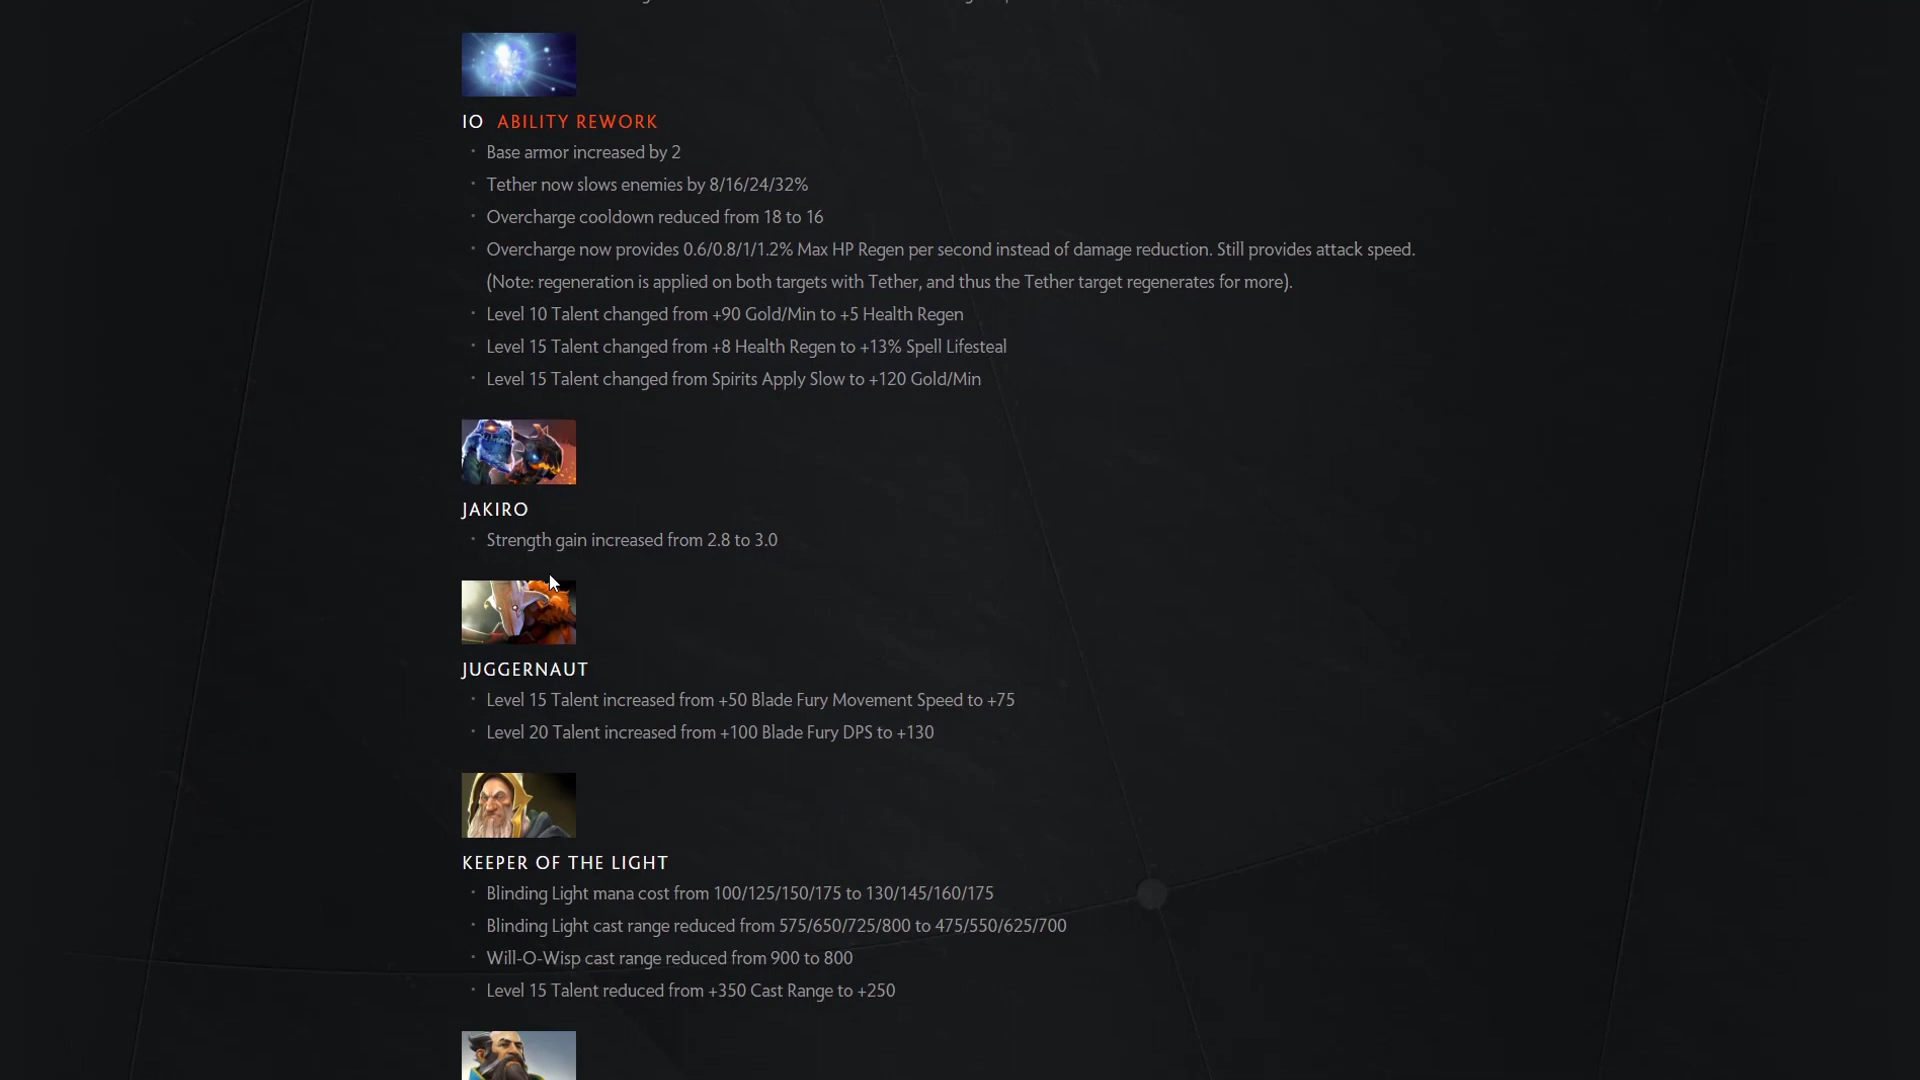 IO ABILITY REWORK
Base armor increased by 2
Tether now slows enemies by 8/16/24/32%
Overcharge cooldown reduced from 18 to 16
Overcharge now provides 0.6/0.8/1/1.2% Max HP Regen per second instead of damage reduction. Still provides attack speed.
(Note: regeneration is applied on both targets with Tether, and thus the Tether target regenerates for more).
Level 10 Talent changed from +90 Gold/Min to +5 Health Regen
Level 15 Talent changed from +8 Health Regen to +13% Spell Lifesteal
Level 15 Talent changed from Spirits Apply Slow to +120 Gold/Min
JAKIRO
Strength gain increased from 2.8 to 3.0
JUGGERNAUT
Level 15 Talent increased from +50 Blade Fury Movement Speed to +75
Level 20 Talent increased from +100 Blade Fury DPS to +130
KEEPER OF THE LIGHT
Blinding Light mana cost from 100/125/150/175 to 130/145/160/175
Blinding Light cast range reduced from 575/650/725/800 to 475/550/625/700
Will-O-Wisp cast range reduced from 900 to 800
Level 15 Talent reduced from +350 Cast Range to +250